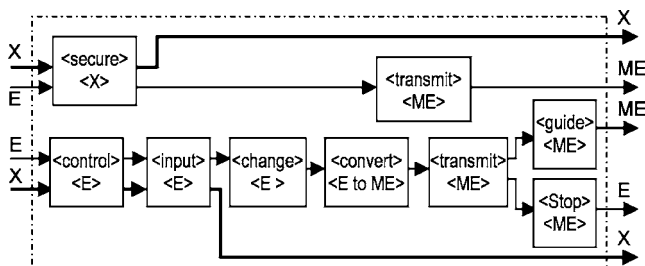 X
X
<secure>
<X>
E
<transmit>
<ME>
ME
ME
E
X
<control>
<E>
<input>
<E>
<change>
<E >
<convert>
<E to ME>
<transmit>
<ME>
<guide>
<ME>
<Stop>
<ME>
E
X